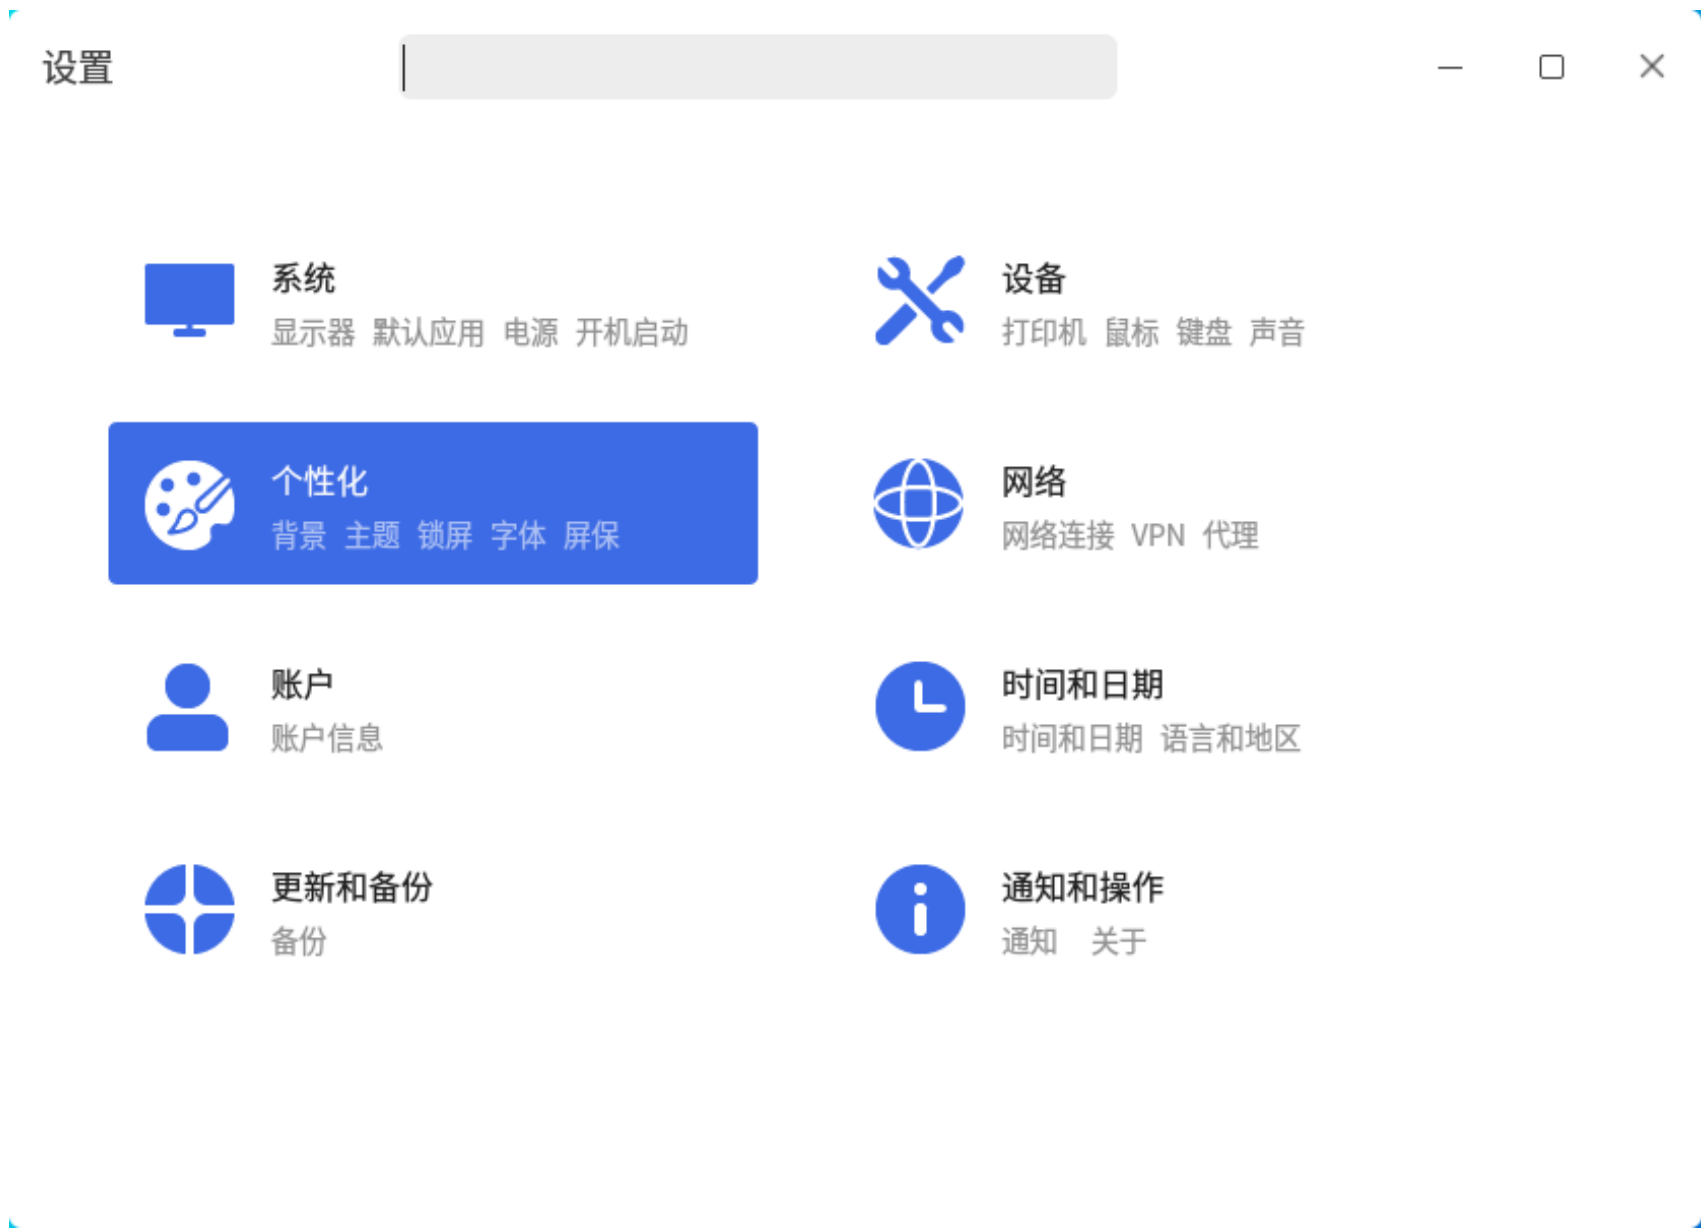 设置
系统
显示器 默认应用 电源 开机启动
设备
打印机 鼠标 键盘 声音
个性化
背景 主题 锁屏 字体 屏保
网络
网络连接 VPN 代理
账户
账户信息
时间和日期
时间和日期 语言和地区
更新和备份
备份
通知和操作
通知 关于